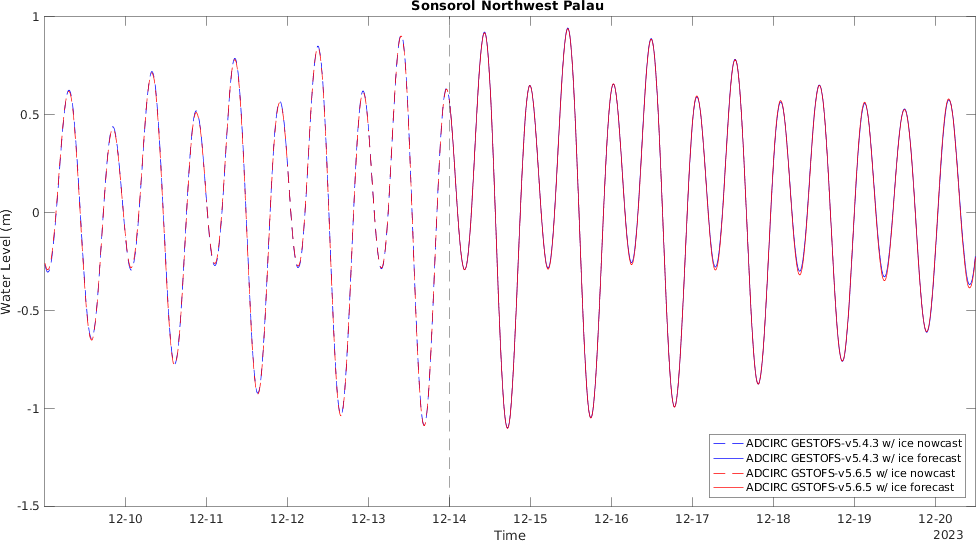 Sonsorol Northwest Palau
1
0.5
0
-0.5
-1
-1.5
Water Level (m)
ADCIRC GESTOFS-v5.4.3 w/ ice nowcast
ADCIRC GESTOFS-v5.4.3 w/ ice forecast
ADCIRC GSTOFS-v5.6.5 w/ ice nowcast
ADCIRC GSTOFS-v5.6.5 w/ ice forecast
12-10 12-11 12-12 12-13 12-14 12-15 12-16 12-17 12-18 12-19 12-20
Time
2023